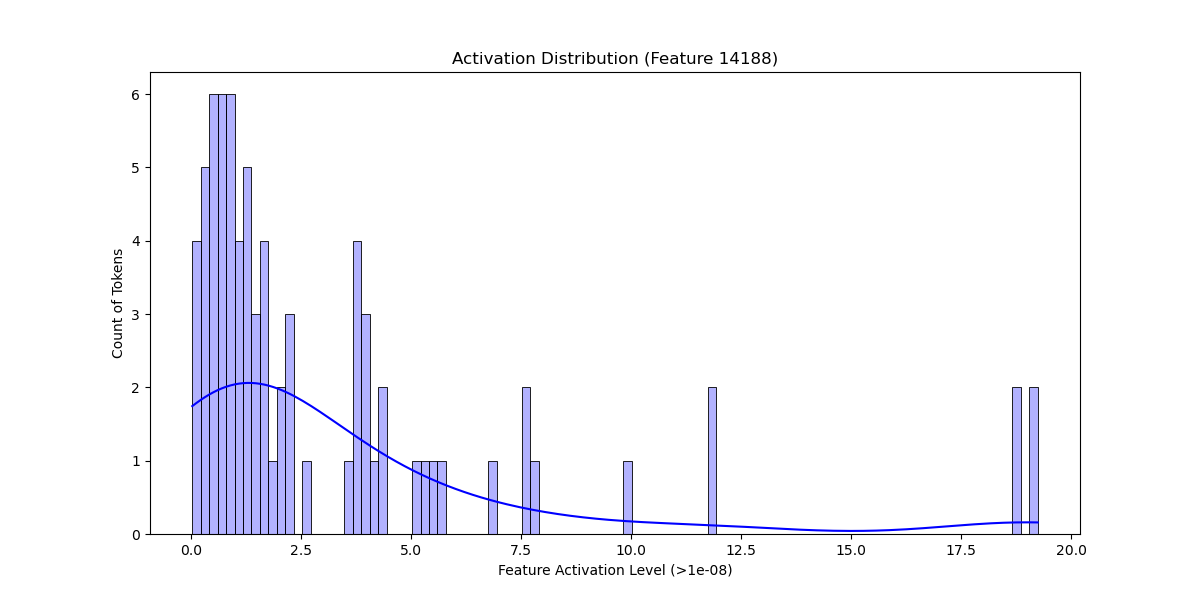 Activation Distribution (Feature 14188)
6
5
4
3
2
1
0
Count of Tokens
0.0 2.5 5.0 7.5 10.0 12.5 15.0 17.5 20.0
Feature Activation Level (>1e-08)